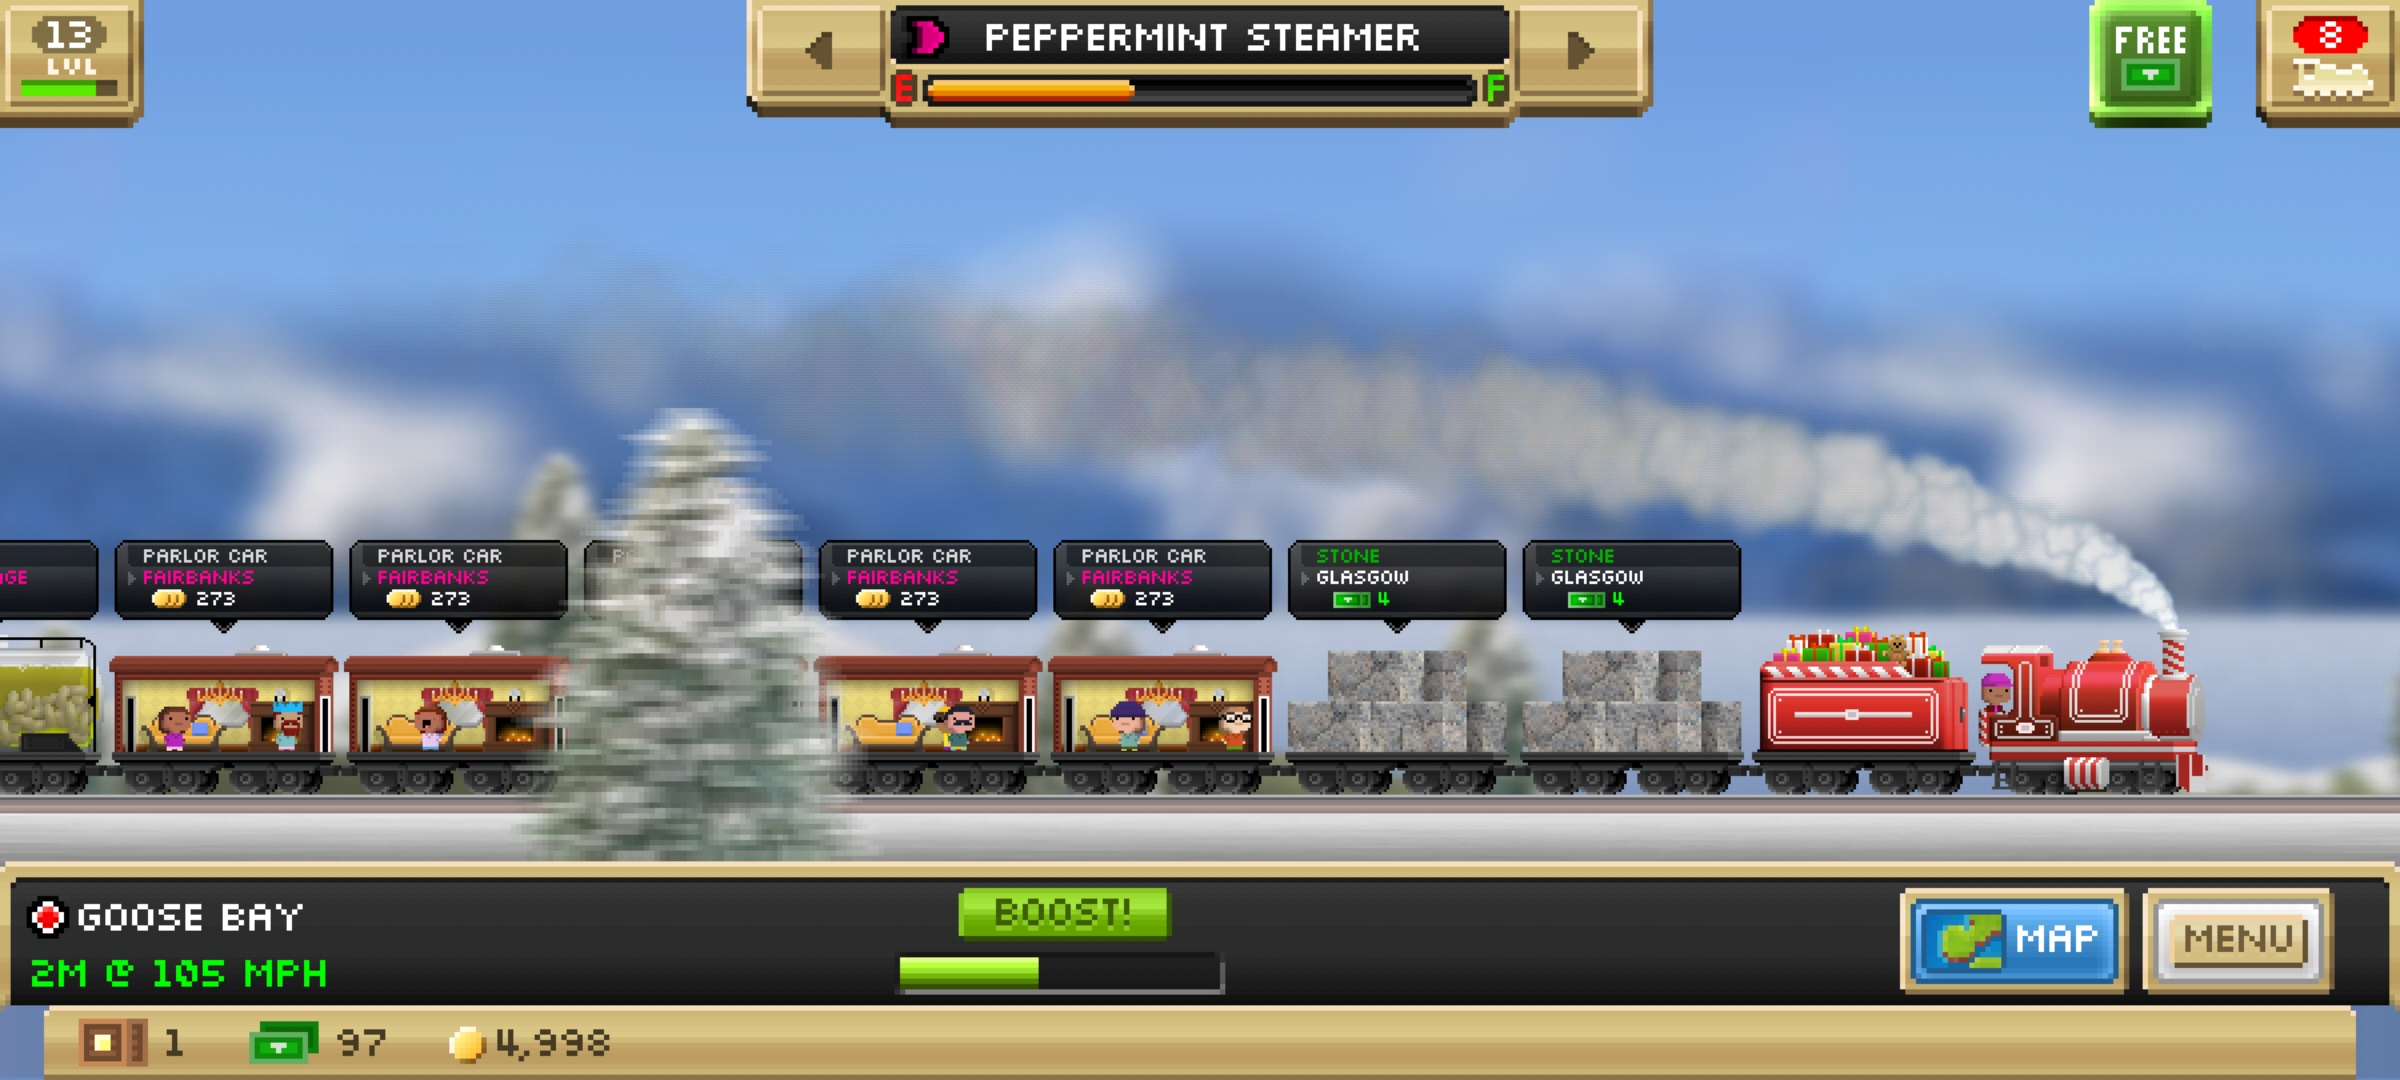 13
LVL
PEPPERMINT STEAMER
E
F
FREE
8
GE
PARLOR CAR
FAIRBANKS
273
PARLOR CAR
FAIRBANKS
273
P
PARLOR CAR
FAIRBANKS
273
PARLOR CAR
FAIRBANKS
273
STONE
GLASGOW
4
STONE
GLASGOW
4
GOOSE BAY
2M @ 105 MPH
BOOST!
MAP
MENU
1
97
4,998